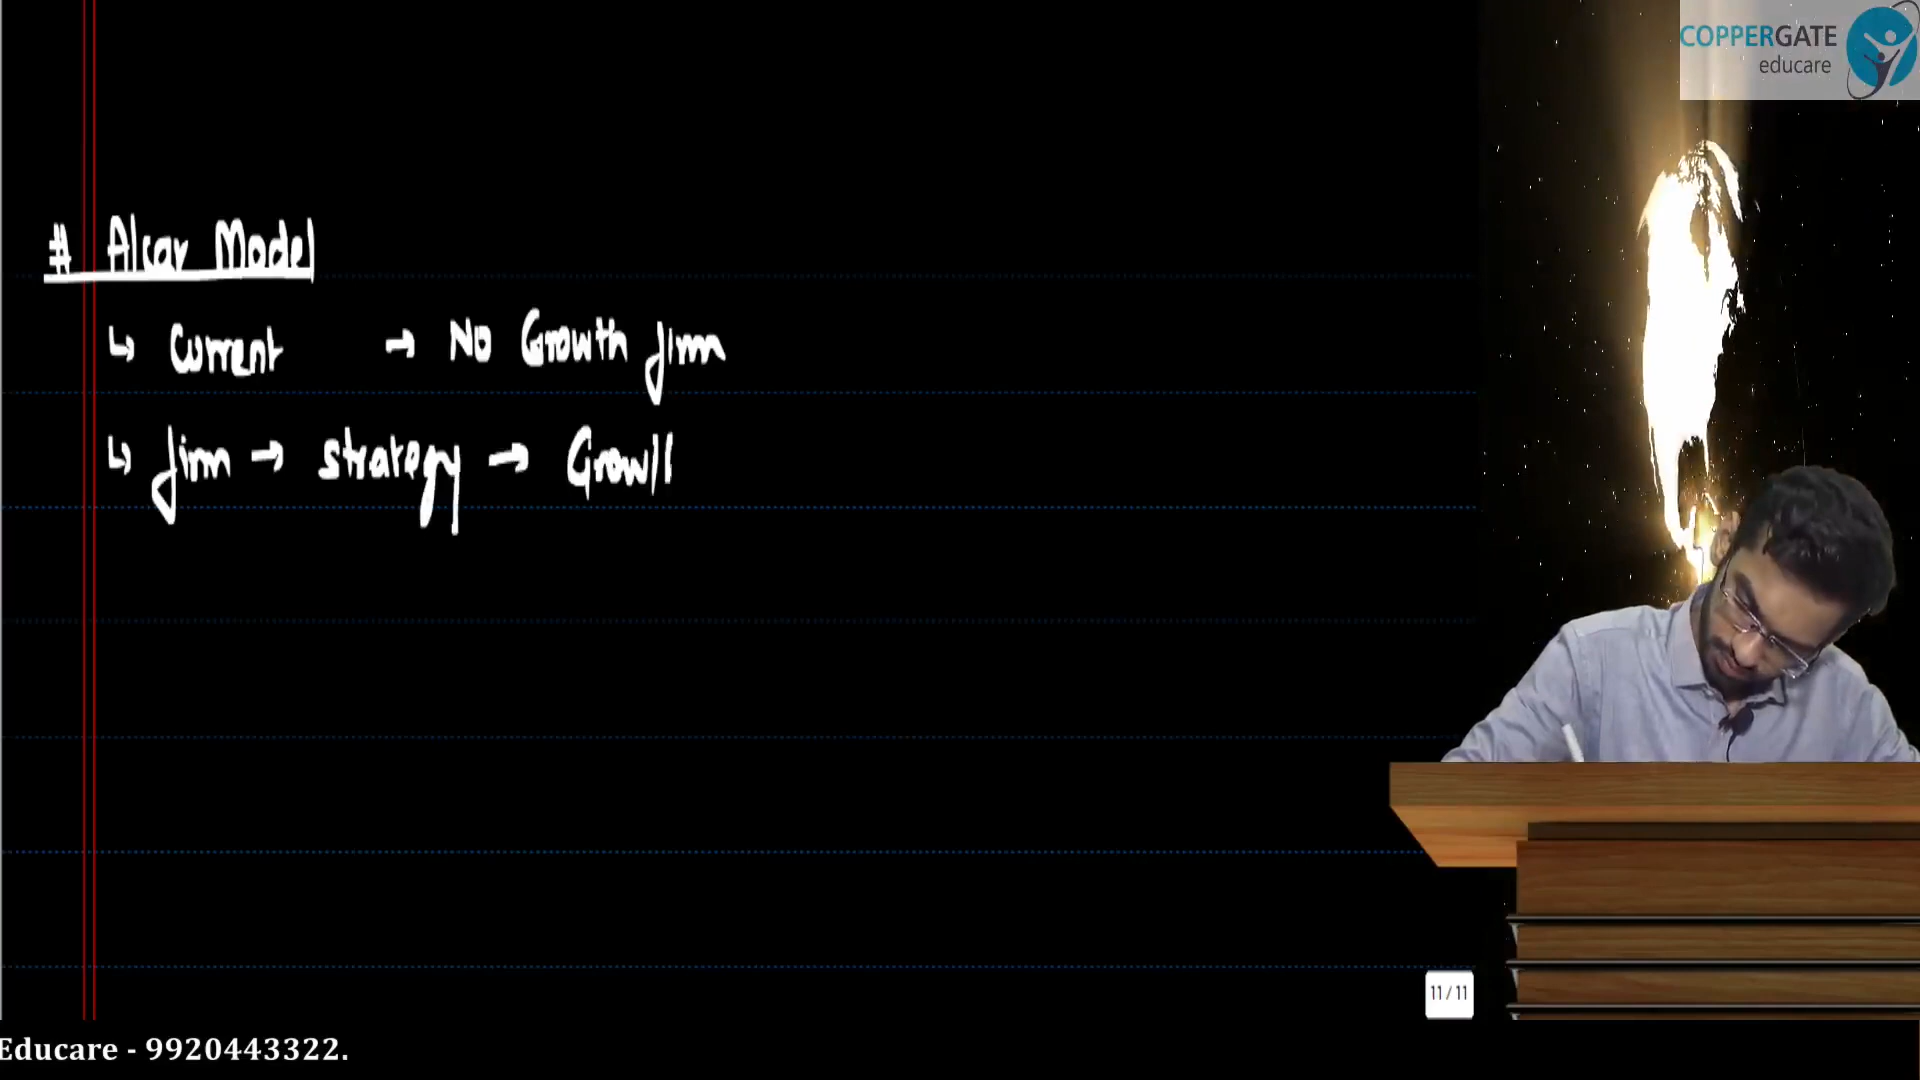 COPPERGATE
educare
# Alcar Model
↳ Current → No Growth firm
↳ firm → strategy → Growth
11 / 11
Educare - 9920443322.